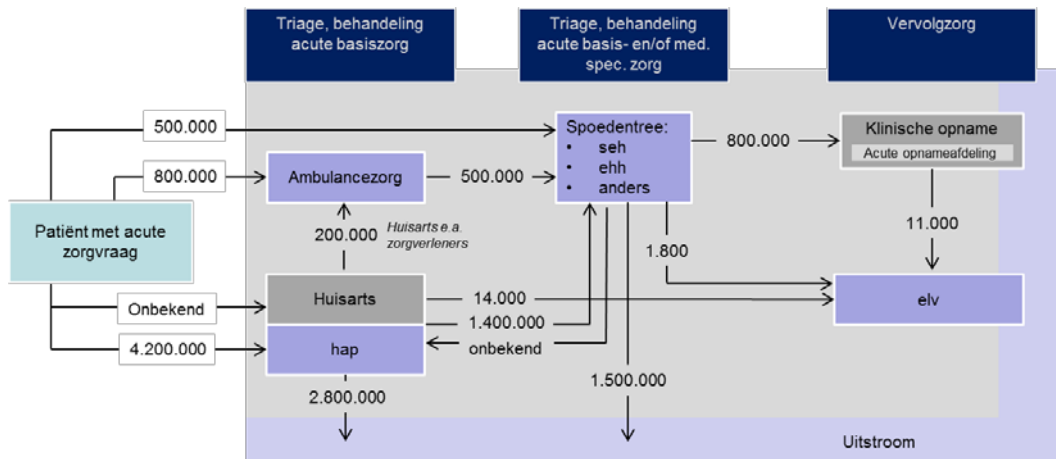 Triage, behandeling
acute basiszorg
Triage, behandeling
acute basis- en/of med.
spec. zorg
Vervolgzorg
500.000
Spoedentree:
• seh
• ehh
• anders
800.000
Klinische opname
Acute opnameafdeling
800.000
Ambulancezorg
500.000
Patiënt met acute
zorgvraag
200.000
Huisarts e.a.
zorgverleners
1.800
11.000
Onbekend
Huisarts
14.000
elv
1.400.000
4.200.000
hap
onbekend
2.800.000
1.500.000
Uitstroom